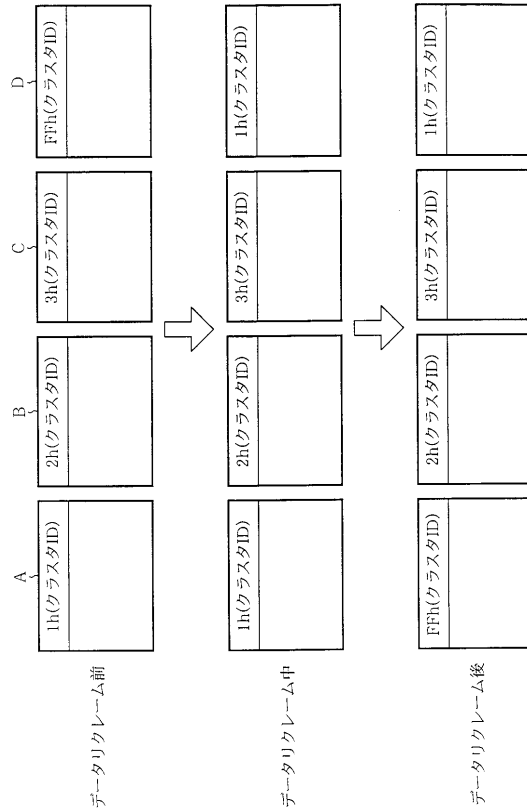 A
B
C
D
データリクレーム前
1h(クラスタID)
2h(クラスタID)
3h(クラスタID)
FFh(クラスタID)
データリクレーム中
1h(クラスタID)
2h(クラスタID)
3h(クラスタID)
1h(クラスタID)
データリクレーム後
FFh(クラスタID)
2h(クラスタID)
3h(クラスタID)
1h(クラスタID)